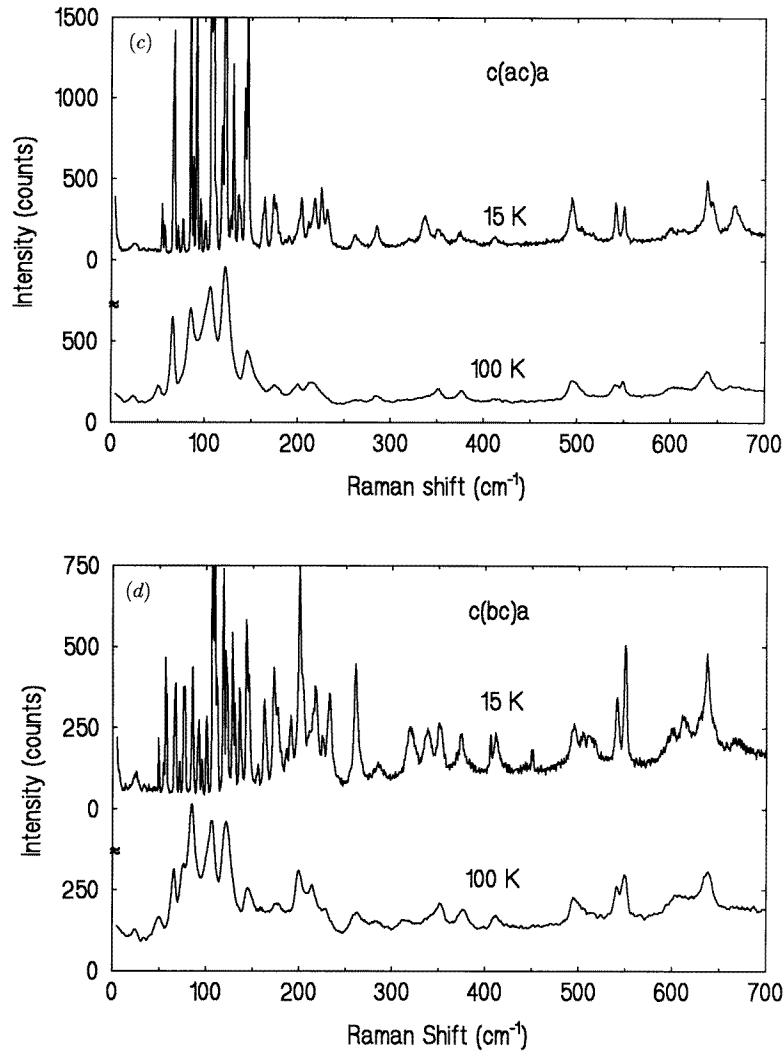 1500
(c)
c(ac)a
1000
Intensity (counts)
500
15 K
0
≈
500
100 K
0
0 100 200 300 400 500 600 700
Raman shift (cm⁻¹)
750
(d)
c(bc)a
500
15 K
Intensity (counts)
250
0
≈
100 K
250
0
0 100 200 300 400 500 600 700
Raman Shift (cm⁻¹)